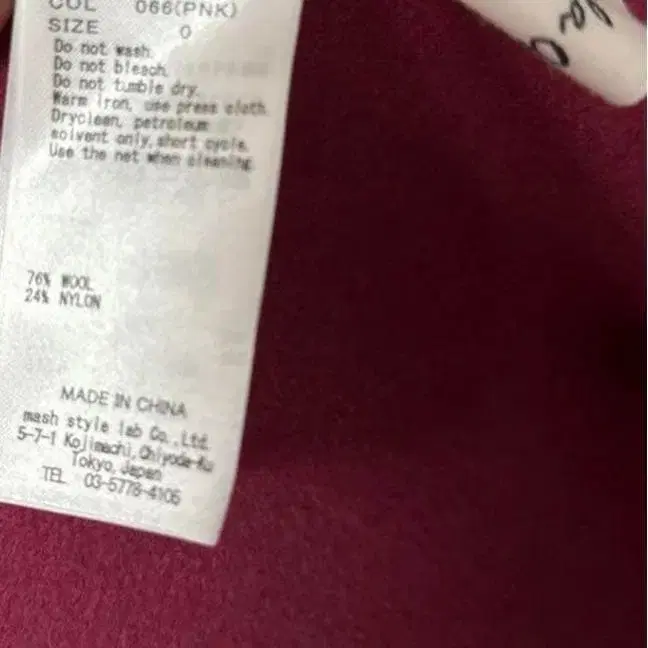 COL 066(PNK)
SIZE 0
Do not wash.
Do not bleach.
Do not tumble dry.
Warm iron, use press cloth.
Dryclean, petroleum
solvent only, short cycle.
Use the net when cleaning.
76% WOOL
24% NYLON
MADE IN CHINA
mash style lab Co.,Ltd.
5-7-1 Kojimachi, Chiyoda-Ku
Tokyo, Japan
TEL 03-5778-4106